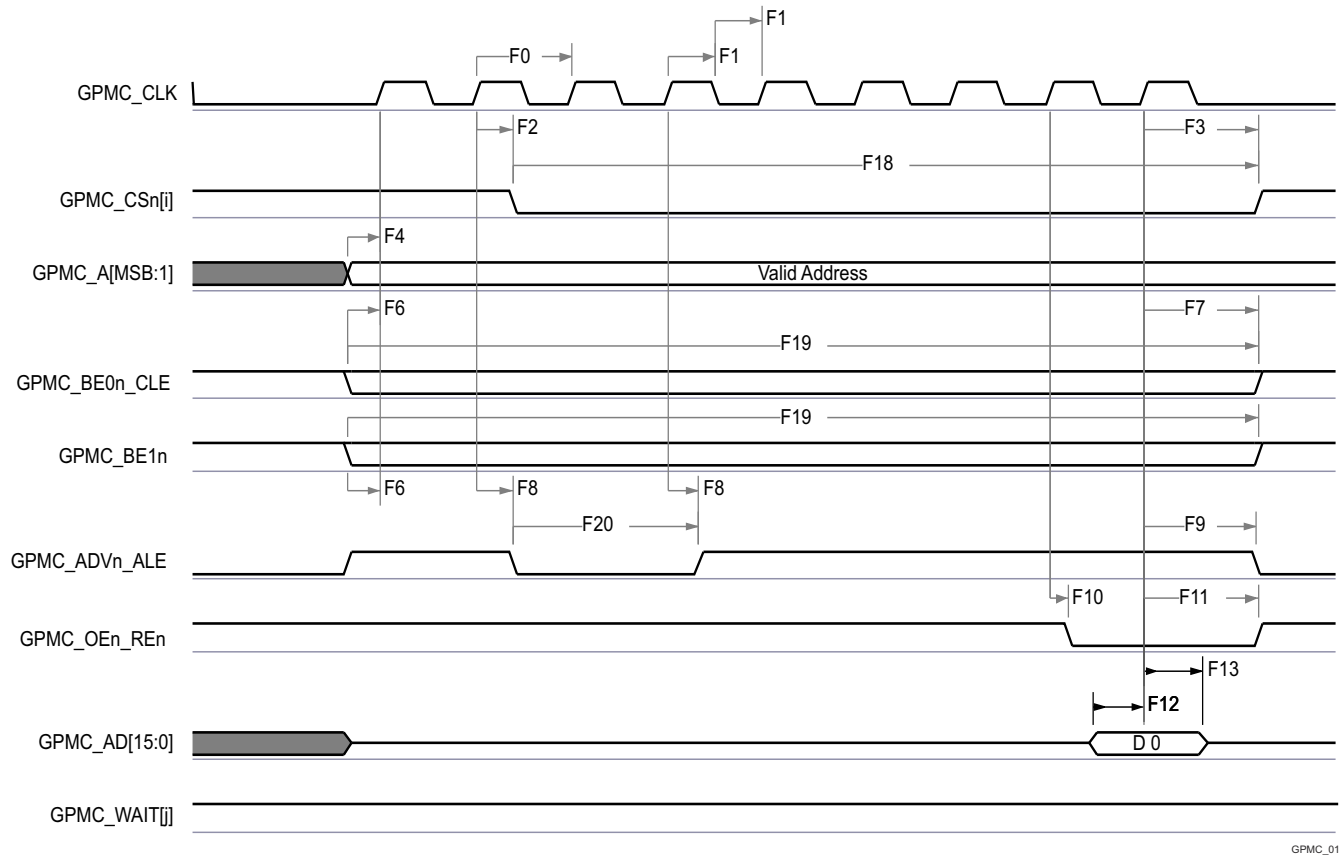 F1
F0
F1
GPMC_CLK
F2
F3
F18
GPMC_CSn[i]
F4
GPMC_A[MSB:1]
Valid Address
F6
F7
F19
GPMC_BE0n_CLE
F19
GPMC_BE1n
F6
F8
F8
F20
F9
GPMC_ADVn_ALE
F10
F11
GPMC_OEn_REn
F13
F12
GPMC_AD[15:0]
D 0
GPMC_WAIT[j]
GPMC_01